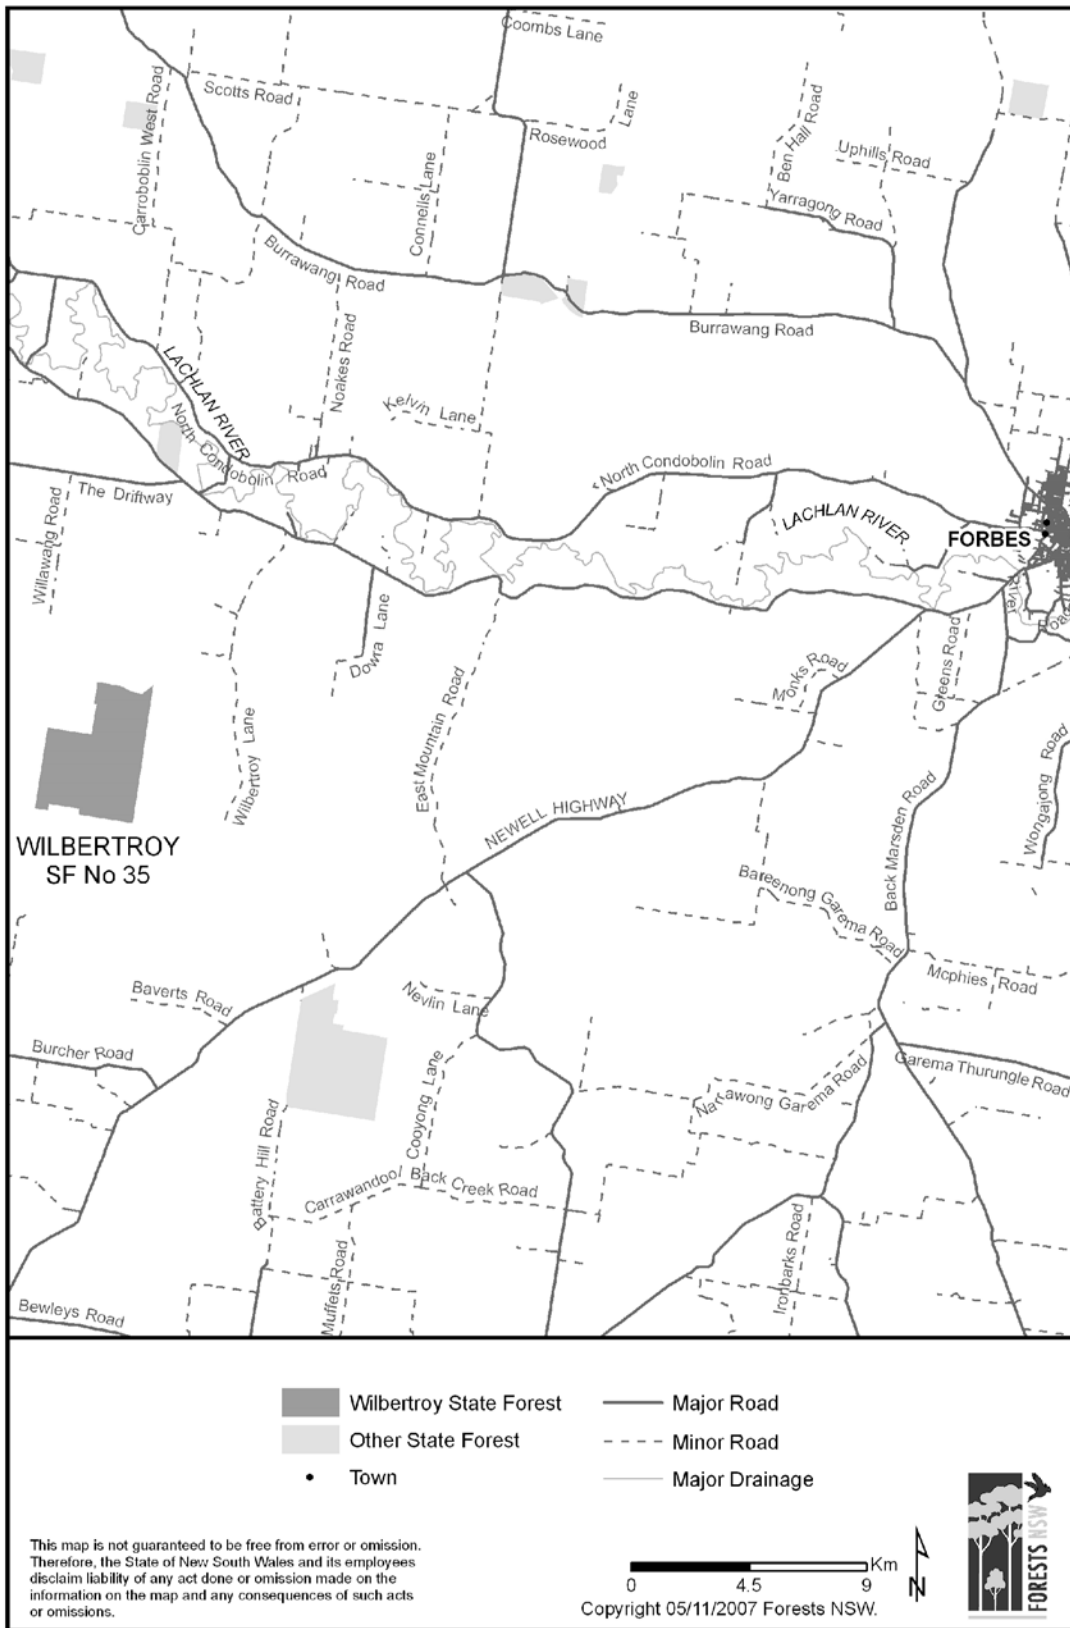 Coombs Lane
Scotts Road
Carroboblin West Road
Connells Lane
Rosewood
Lane
Ben Hall Road
Uphills Road
Yarragong Road
Burrawang Road
Burrawang Road
Noakes Road
LACHLAN RIVER
Kelvin Lane
North Condobolin Road
North Condobolin Road
The Driftway
Willawang Road
LACHLAN RIVER
FORBES
River
Road
Dowra Lane
Greens Road
Monks Road
East Mountain Road
Wilbertroy Lane
NEWELL HIGHWAY
Back Marsden Road
Wongajong Road
WILBERTROY
SF No 35
Bareenong Garema Road
Mcphies Road
Baverts Road
Nevlin Lane
Burcher Road
Garema Thurungle Road
Cooyong Lane
Battery Hill Road
Carrawandool Back Creek Road
Muffets Road
Ironbarks Road
Bewleys Road
Wilbertroy State Forest
Other State Forest
Town
Major Road
Minor Road
Major Drainage
This map is not guaranteed to be free from error or omission.
Therefore, the State of New South Wales and its employees
disclaim liability of any act done or omission made on the
information on the map and any consequences of such acts
or omissions.
Km
0 4.5 9
N
Copyright 05/11/2007 Forests NSW.
FORESTS NSW